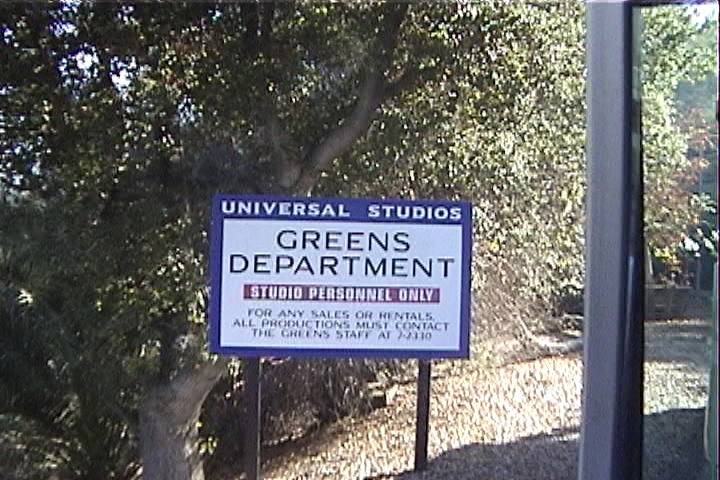 UNIVERSAL STUDIOS
GREENS
DEPARTMENT
STUDIO PERSONNEL ONLY
FOR ANY SALES OR RENTALS,
ALL PRODUCTIONS MUST CONTACT
THE GREENS STAFF AT 7-2330